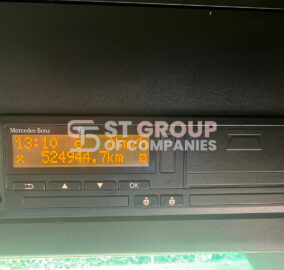 Mercedes-Benz
ST GROUP
OF COMPANIES
13:10
524944.7km
OK